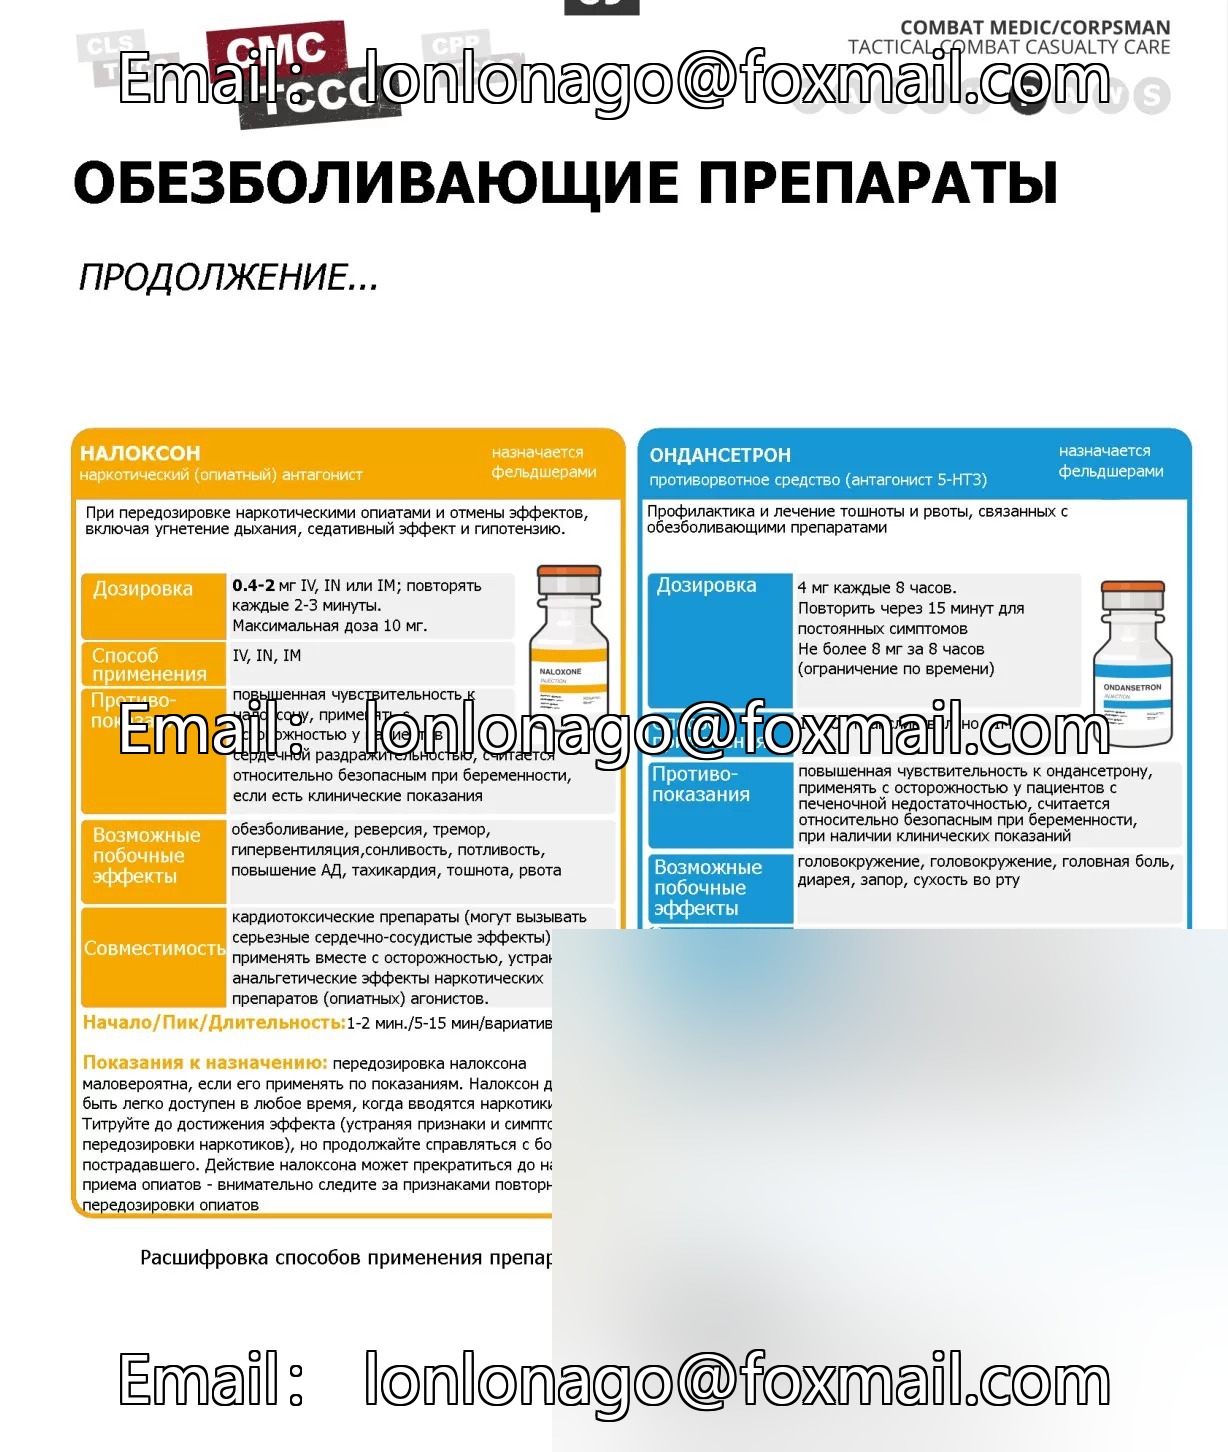 CLS
CMC
TCCC
CPP
COMBAT MEDIC/CORPSMAN
TACTICAL COMBAT CASUALTY CARE
S
Email： lonlonago@foxmail.com
ОБЕЗБОЛИВАЮЩИЕ ПРЕПАРАТЫ
ПРОДОЛЖЕНИЕ...
НАЛОКСОН
наркотический (опиатный) антагонист
назначается
фельдшерами
При передозировке наркотическими опиатами и отмены эффектов,
включая угнетение дыхания, седативный эффект и гипотензию.
Дозировка
0.4-2 мг IV, IN или IM; повторять
каждые 2-3 минуты.
Максимальная доза 10 мг.
NALOXONE
INJECTION
Способ
применения
IV, IN, IM
Противо-
повышенная чувствительность к
сердечной раздражительностью, считается
относительно безопасным при беременности,
если есть клинические показания
Возможные
побочные
эффекты
обезболивание, реверсия, тремор,
гипервентиляция,сонливость, потливость,
повышение АД, тахикардия, тошнота, рвота
Совместимость
кардиотоксические препараты (могут вызывать
серьезные сердечно-сосудистые эффекты)
применять вместе с осторожностью,
анальгетические эффекты наркотических
препаратов (опиатных) агонистов.
Начало/Пик/Длительность:1-2 мин./5-15 мин/вариатив
Показания к назначению: передозировка налоксона
маловероятна, если его применять по показаниям. Налоксон
быть легко доступен в любое время, когда вводятся наркотики
Титруйте до достижения эффекта (устраняя признаки и
передозировки наркотиков), но продолжайте справляться с
пострадавшего. Действие налоксона может прекратиться до
приема опиатов - внимательно следите за признаками
передозировки опиатов
ОНДАНСЕТРОН
противорвотное средство (антагонист 5-НТ3)
назначается
фельдшерами
Профилактика и лечение тошноты и рвоты, связанных с
обезболивающими препаратами
Дозировка
4 мг каждые 8 часов.
Повторить через 15 минут для
постоянных симптомов
Не более 8 мг за 8 часов
(ограничение по времени)
ONDANSETRON
INJECTION
Email： lonlonago@foxmail.com
Противо-
показания
повышенная чувствительность к ондансетрону,
применять с осторожностью у пациентов с
печеночной недостаточностью, считается
относительно безопасным при беременности,
при наличии клинических показаний
Возможные
побочные
эффекты
головокружение, головокружение, головная боль,
диарея, запор, сухость во рту
Расшифровка способов применения
Email： lonlonago@foxmail.com